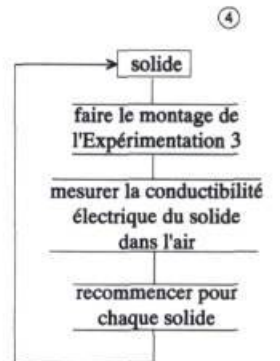 ④
solide
faire le montage de
l'Expérimentation 3
mesurer la conductibilité
électrique du solide
dans l'air
recommencer pour
chaque solide